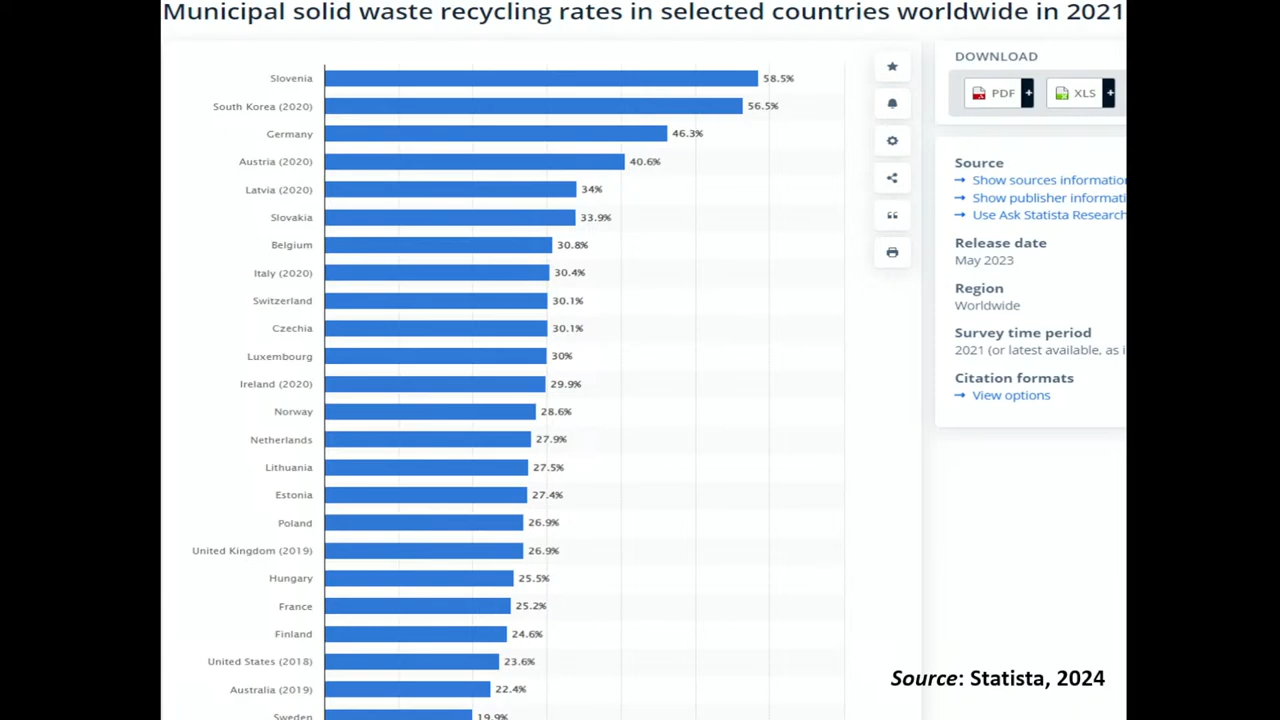 Municipal solid waste recycling rates in selected countries worldwide in 2021
Slovenia 58.5%
South Korea (2020) 56.5%
Germany 46.3%
Austria (2020) 40.6%
Latvia (2020) 34%
Slovakia 33.9%
Belgium 30.8%
Italy (2020) 30.4%
Switzerland 30.1%
Czechia 30.1%
Luxembourg 30%
Ireland (2020) 29.9%
Norway 28.6%
Netherlands 27.9%
Lithuania 27.5%
Estonia 27.4%
Poland 26.9%
United Kingdom (2019) 26.9%
Hungary 25.5%
France 25.2%
Finland 24.6%
United States (2018) 23.6%
Australia (2019) 22.4%
Sweden 19.9%
DOWNLOAD
PDF + XLS +
Source
→ Show sources informatio
→ Show publisher informati
→ Use Ask Statista Research
Release date
May 2023
Region
Worldwide
Survey time period
2021 (or latest available, as i
Citation formats
→ View options
Source: Statista, 2024